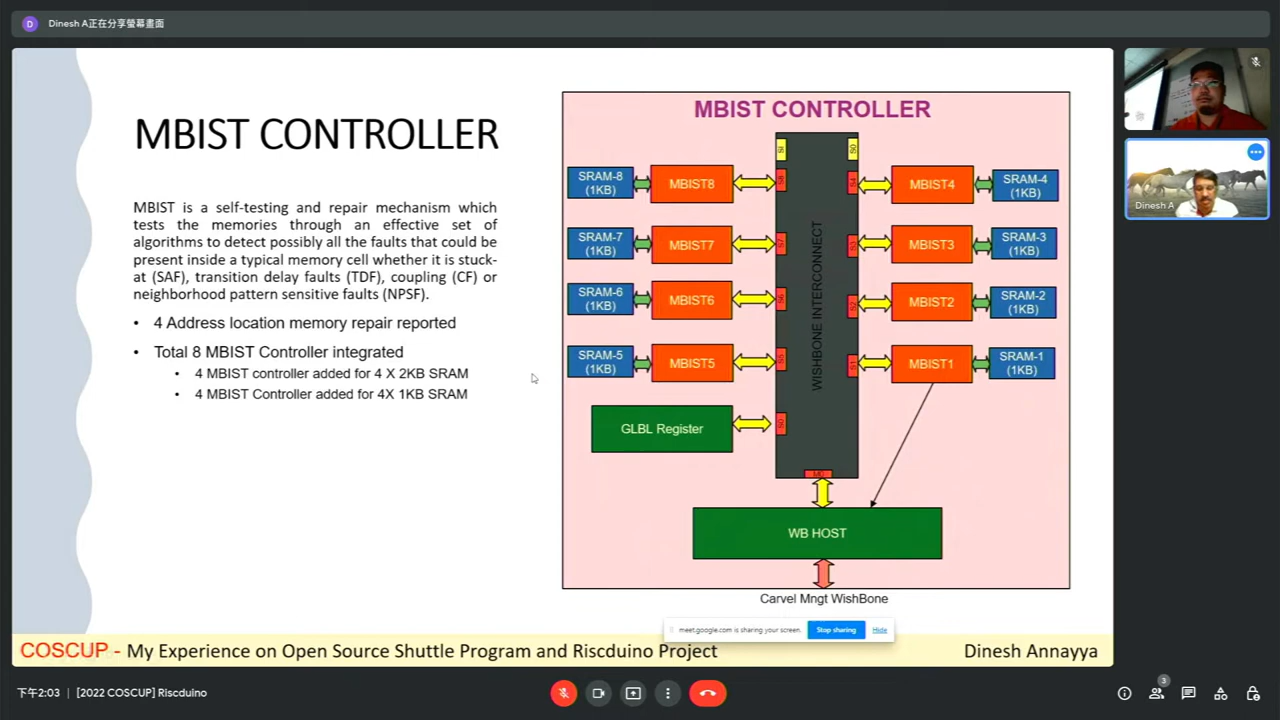 D Dinesh A正在分享螢幕畫面
MBIST CONTROLLER
MBIST is a self-testing and repair mechanism which
tests the memories through an effective set of
algorithms to detect possibly all the faults that could be
present inside a typical memory cell whether it is stuck-
at (SAF), transition delay faults (TDF), coupling (CF) or
neighborhood pattern sensitive faults (NPSF).
• 4 Address location memory repair reported
• Total 8 MBIST Controller integrated
• 4 MBIST controller added for 4 X 2KB SRAM
• 4 MBIST Controller added for 4X 1KB SRAM
MBIST CONTROLLER
SRAM-8
(1KB)
MBIST8
MBIST4
SRAM-4
(1KB)
SRAM-7
(1KB)
MBIST7
MBIST3
SRAM-3
(1KB)
SRAM-6
(1KB)
MBIST6
MBIST2
SRAM-2
(1KB)
SRAM-5
(1KB)
MBIST5
MBIST1
SRAM-1
(1KB)
WISHBONE INTERCONNECT
GLBL Register
M0
WB HOST
Carvel Mngt WishBone
meet.google.com is sharing your screen.
Stop sharing
Hide
COSCUP - My Experience on Open Source Shuttle Program and Riscduino Project
Dinesh Annayya
Dinesh A
下午2:03 | [2022 COSCUP] Riscduino
3